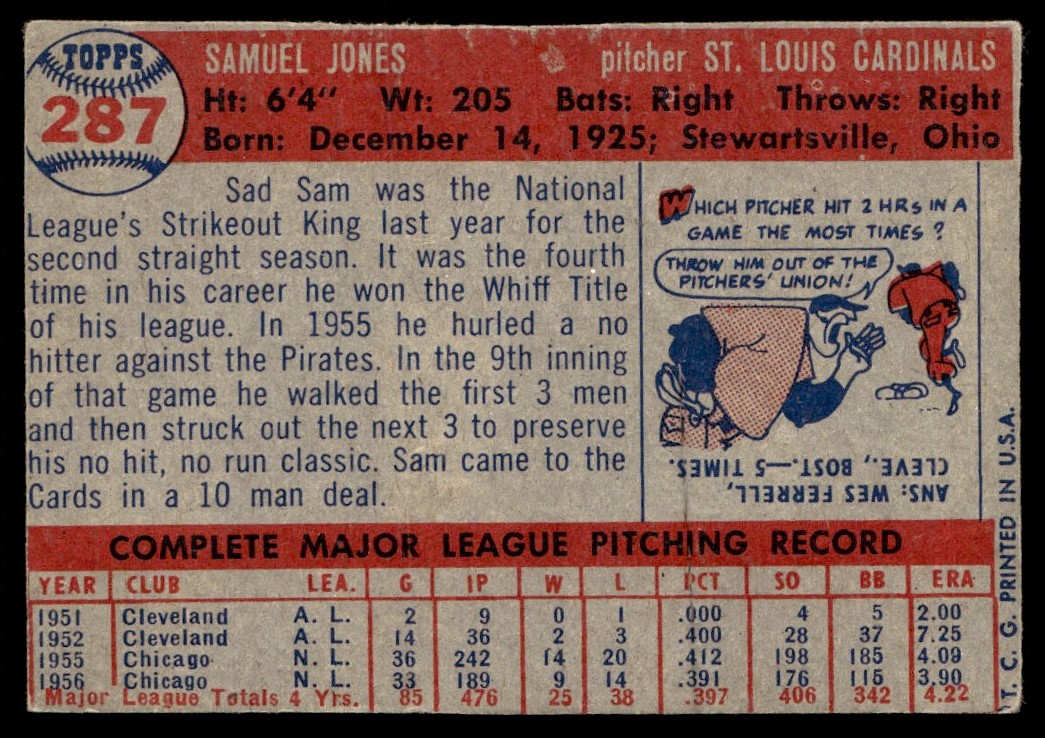 TOPPS
287
SAMUEL JONES pitcher ST. LOUIS CARDINALS
Ht: 6'4" Wt: 205 Bats: Right Throws: Right
Born: December 14, 1925; Stewartsville, Ohio
Sad Sam was the National
League's Strikeout King last year for the
second straight season. It was the fourth
time in his career he won the Whiff Title
of his league. In 1955 he hurled a no
hitter against the Pirates. In the 9th inning
of that game he walked the first 3 men
and then struck out the next 3 to preserve
his no hit, no run classic. Sam came to the
Cards in a 10 man deal.
WHICH PITCHER HIT 2 HRS IN A
GAME THE MOST TIMES?
THROW HIM OUT OF THE
PITCHERS' UNION!
ANS: WES FERRELL,
CLEVE., BOST.—5 TIMES.
COMPLETE MAJOR LEAGUE PITCHING RECORD
YEAR CLUB LEA. G IP W L PCT SO BB ERA
1951 Cleveland A. L. 2 9 0 1 .000 4 5 2.00
1952 Cleveland A. L. 14 36 2 3 .400 28 37 7.25
1955 Chicago N. L. 36 242 14 20 .412 198 185 4.09
1956 Chicago N. L. 33 189 9 14 .391 176 115 3.90
Major League Totals 4 Yrs. 85 476 25 38 .397 406 342 4.22
T. C. G. PRINTED IN U.S.A.